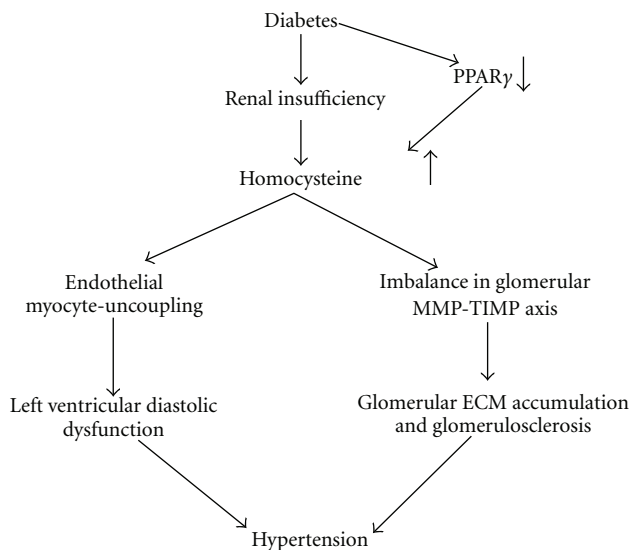 Diabetes
PPARγ
Renal insufficiency
Homocysteine
Endothelial
myocyte-uncoupling
Imbalance in glomerular
MMP-TIMP axis
Left ventricular diastolic
dysfunction
Glomerular ECM accumulation
and glomerulosclerosis
Hypertension